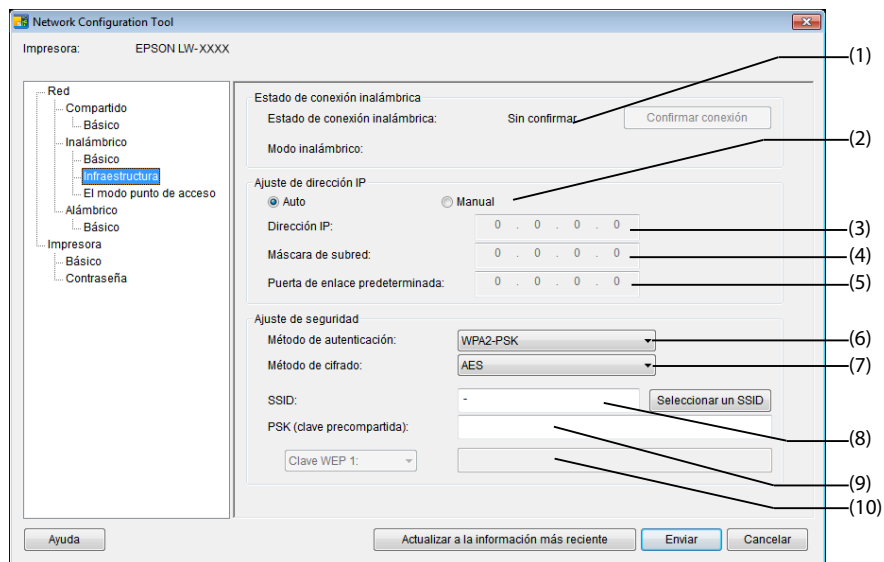 Network Configuration Tool
Impresora: EPSON LW-XXXX
(1)
Red
Compartido
Básico
Inalámbrico
Básico
Infraestructura
El modo punto de acceso
Alámbrico
Básico
Impresora
Básico
Contraseña
Estado de conexión inalámbrica
Estado de conexión inalámbrica: Sin confirmar Confirmar conexión
(2)
Modo inalámbrico:
Ajuste de dirección IP
Auto Manual
Dirección IP: 0 . 0 . 0 . 0 (3)
Máscara de subred: 0 . 0 . 0 . 0 (4)
Puerta de enlace predeterminada: 0 . 0 . 0 . 0 (5)
Ajuste de seguridad
Método de autenticación: WPA2-PSK (6)
Método de cifrado: AES (7)
SSID: - Seleccionar un SSID
(8)
PSK (clave precompartida):
(9)
Clave WEP 1:
(10)
Ayuda Actualizar a la información más reciente Enviar Cancelar